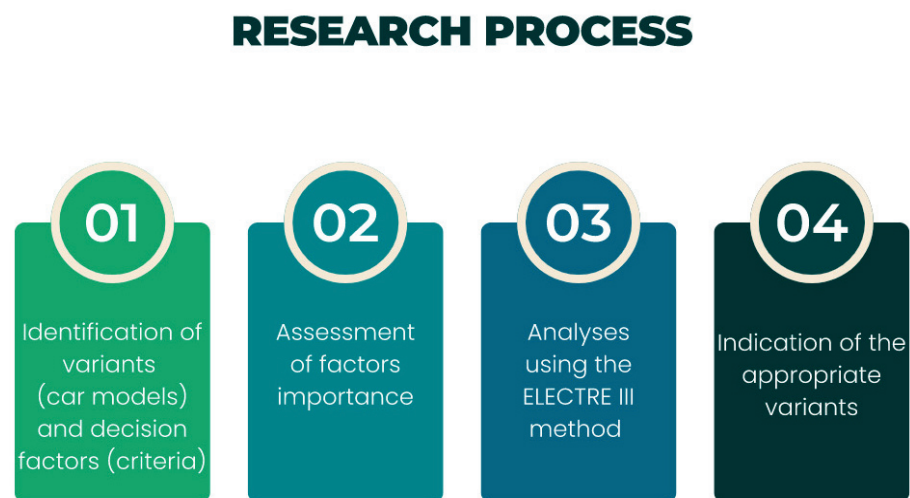 RESEARCH PROCESS
01
Identification of
variants
(car models)
and decision
factors (criteria)
02
Assessment
of factors
importance
03
Analyses
using the
ELECTRE III
method
04
Indication of the
appropriate
variants